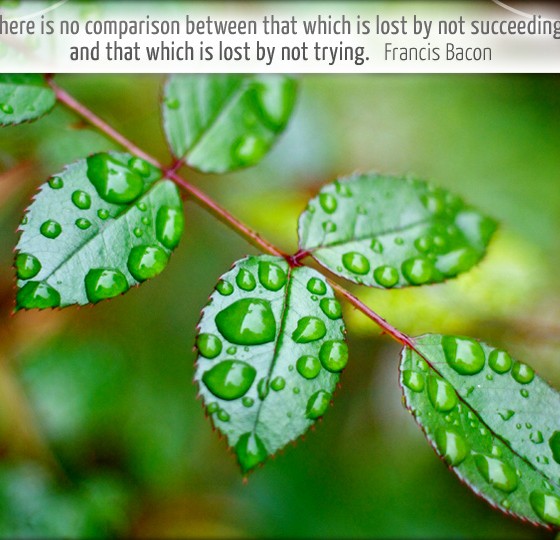 here is no comparison between that which is lost by not succeeding
and that which is lost by not trying. Francis Bacon